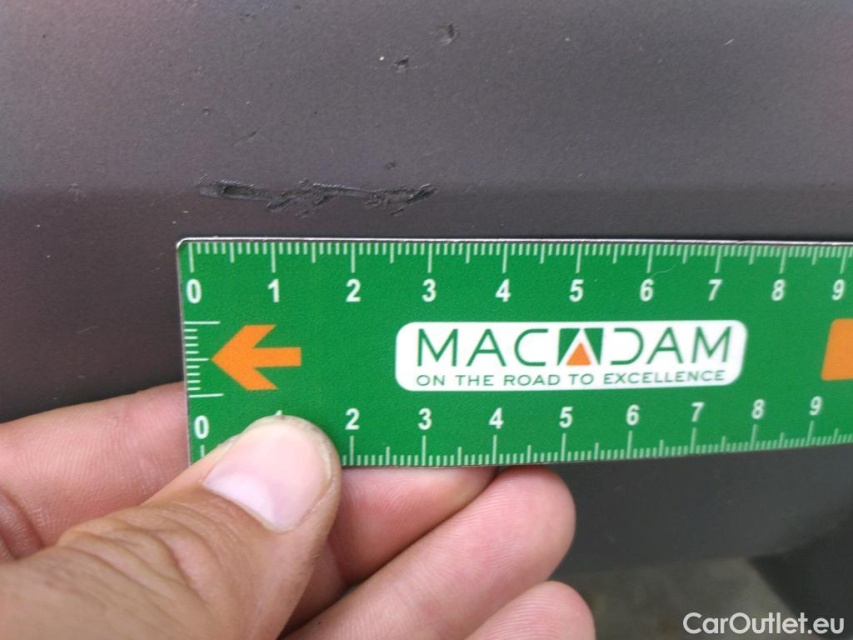 0 1 2 3 4 5 6 7 8 9
MACADAM
ON THE ROAD TO EXCELLENCE
0 2 3 4 5 6 7 8 9
CarOutlet.eu